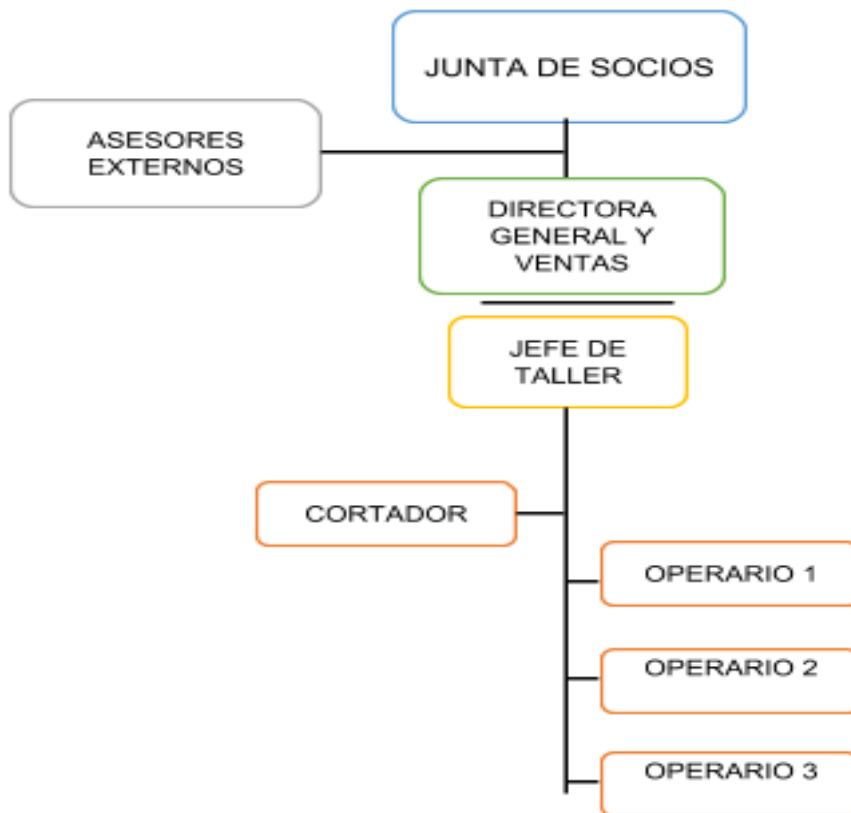 JUNTA DE SOCIOS
ASESORES
EXTERNOS
DIRECTORA
GENERAL Y
VENTAS
JEFE DE
TALLER
CORTADOR
OPERARIO 1
OPERARIO 2
OPERARIO 3